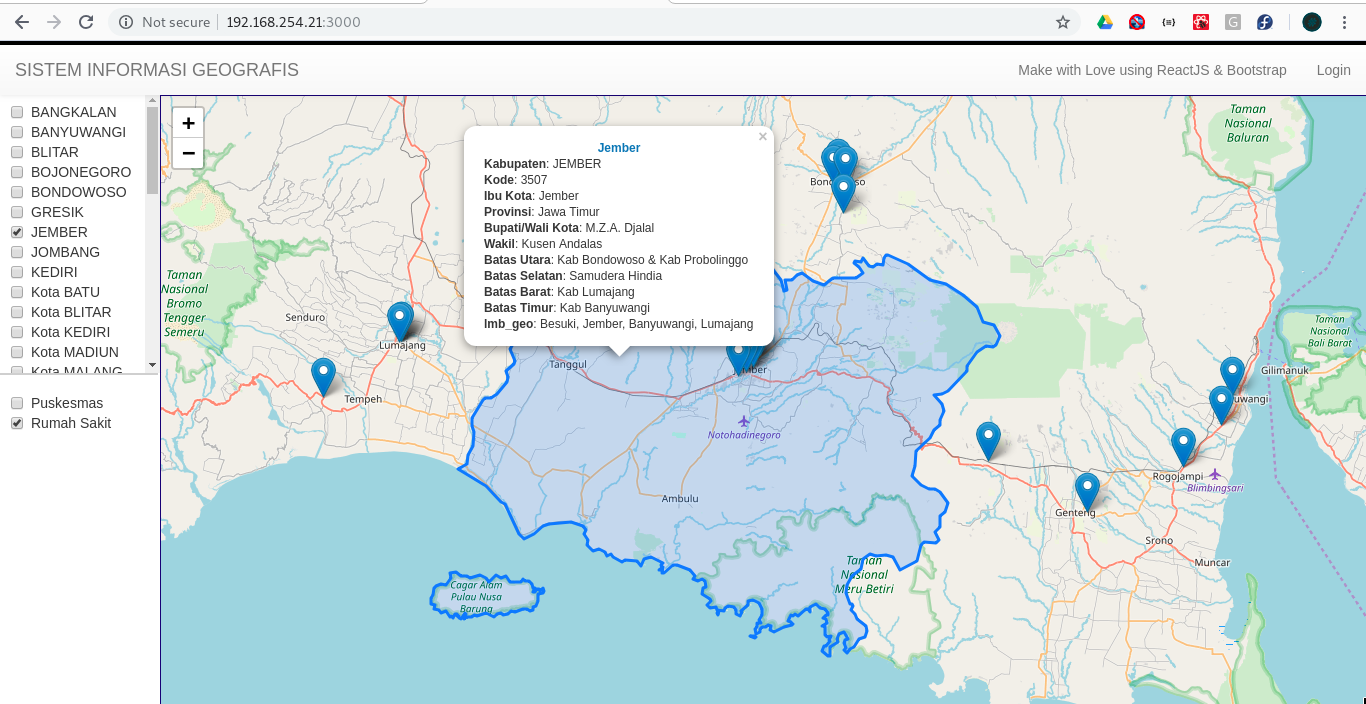 Not secure | 192.168.254.21:3000
SISTEM INFORMASI GEOGRAFIS
Make with Love using ReactJS & Bootstrap
Login
BANGKALAN
BANYUWANGI
BLITAR
BOJONEGORO
BONDOWOSO
GRESIK
JEMBER
JOMBANG
KEDIRI
Kota BATU
Kota BLITAR
Kota KEDIRI
Kota MADIUN
Kota MALANG
Puskesmas
Rumah Sakit
+
−
×
Jember
Kabupaten: JEMBER
Kode: 3507
Ibu Kota: Jember
Provinsi: Jawa Timur
Bupati/Wali Kota: M.Z.A. Djalal
Wakil: Kusen Andalas
Batas Utara: Kab Bondowoso & Kab Probolinggo
Batas Selatan: Samudera Hindia
Batas Barat: Kab Lumajang
Batas Timur: Kab Banyuwangi
lmb_geo: Besuki, Jember, Banyuwangi, Lumajang
Taman
Nasional
Baluran
Taman
Nasional
Bromo
Tengger
Semeru
Senduro
Lumajang
Tempeh
Tanggul
Notohadinegoro
Ambulu
Cagar Alam
Pulau Nusa
Barung
Taman
Nasional
Meru Betiri
Genteng
Rogojampi
Blimbingsari
Srono
Muncar
Gilimanuk
Taman
Nasional
Bali Barat